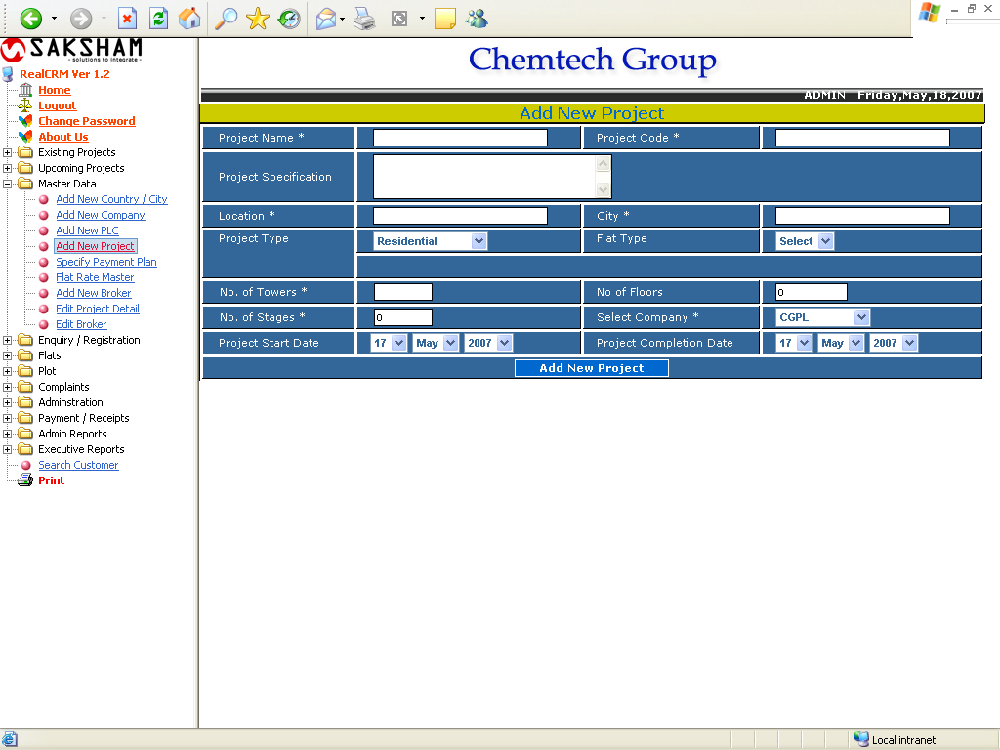 SAKSHAM
- solutions to integrate -
RealCRM Ver 1.2
Home
Logout
Change Password
About Us
Existing Projects
Upcoming Projects
Master Data
Add New Country / City
Add New Company
Add New PLC
Add New Project
Specify Payment Plan
Flat Rate Master
Add New Broker
Edit Project Detail
Edit Broker
Enquiry / Registration
Flats
Plot
Complaints
Adminstration
Payment / Receipts
Admin Reports
Executive Reports
Search Customer
Print
Chemtech Group
ADMIN Friday,May,18,2007
Add New Project
Project Name * Project Code *
Project Specification
Location * City *
Project Type Residential Flat Type Select
No. of Towers * No of Floors 0
No. of Stages * 0 Select Company * CGPL
Project Start Date 17 May 2007 Project Completion Date 17 May 2007
Add New Project
Local intranet